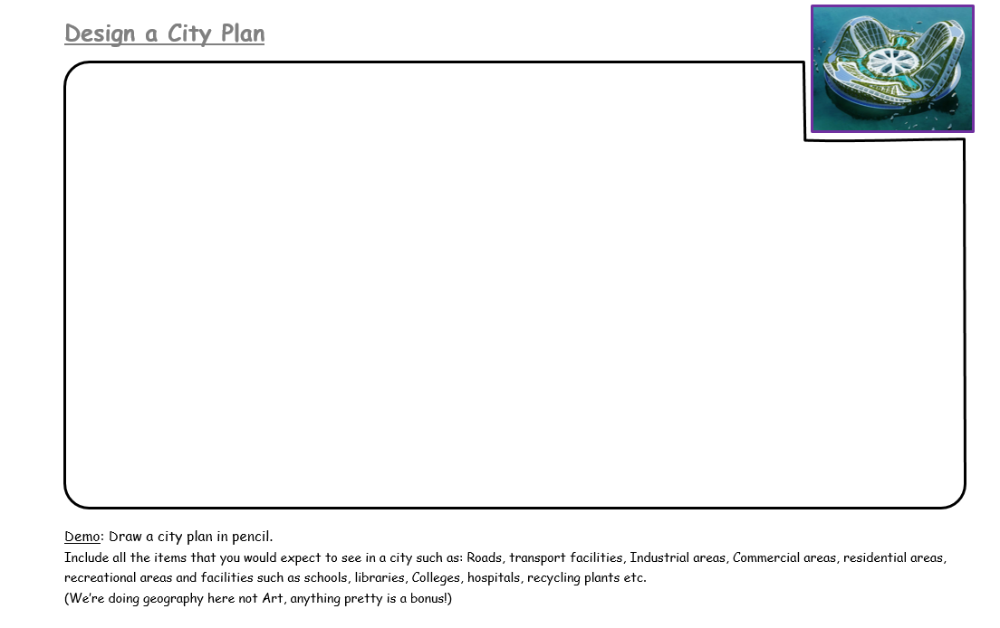 Design a City Plan
Demo: Draw a city plan in pencil.
Include all the items that you would expect to see in a city such as: Roads, transport facilities, Industrial areas, Commercial areas, residential areas,
recreational areas and facilities such as schools, libraries, Colleges, hospitals, recycling plants etc.
(We're doing geography here not Art, anything pretty is a bonus!)